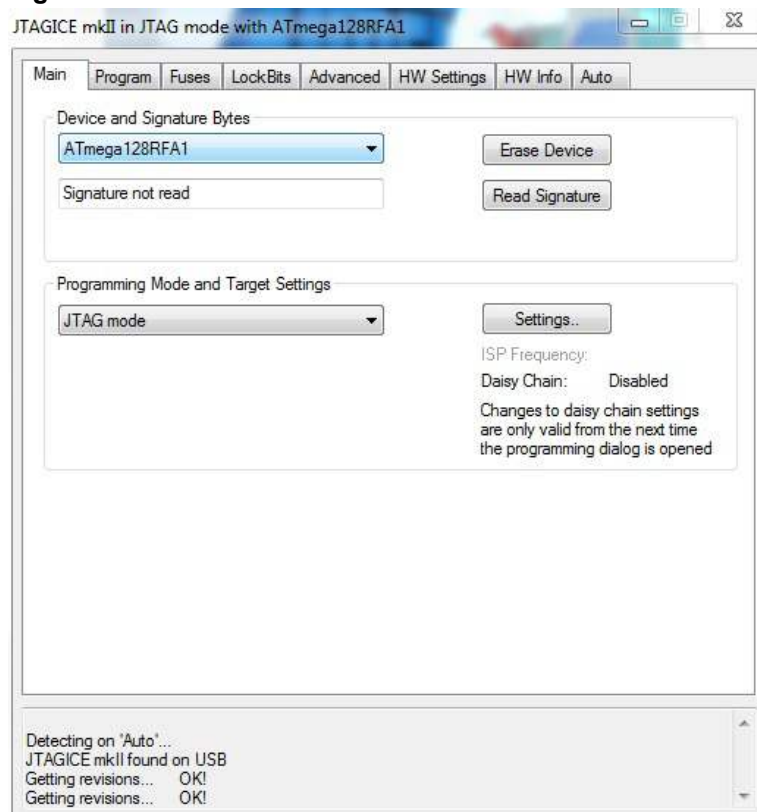 JTAGICE mkII in JTAG mode with ATmega128RFA1
Main Program Fuses LockBits Advanced HW Settings HW Info Auto
Device and Signature Bytes
ATmega128RFA1 Erase Device
Signature not read Read Signature
Programming Mode and Target Settings
JTAG mode Settings..
ISP Frequency:
Daisy Chain: Disabled
Changes to daisy chain settings
are only valid from the next time
the programming dialog is opened
Detecting on 'Auto'...
JTAGICE mkII found on USB
Getting revisions... OK!
Getting revisions... OK!